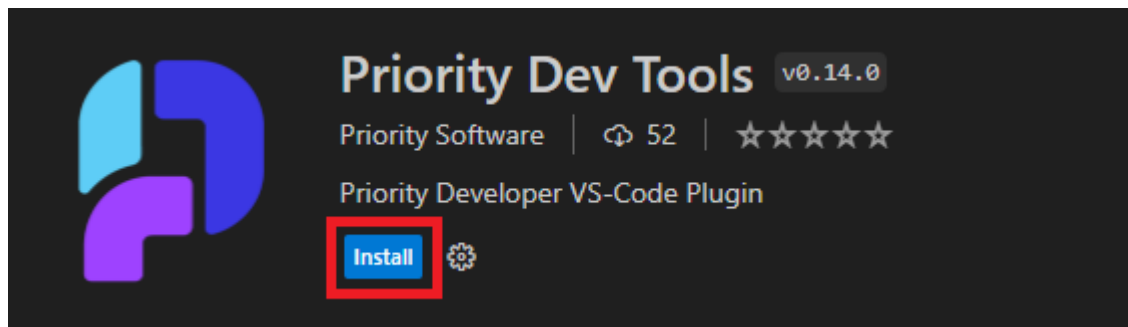 Priority Dev Tools v0.14.0
Priority Software 52
Priority Developer VS-Code Plugin
Install